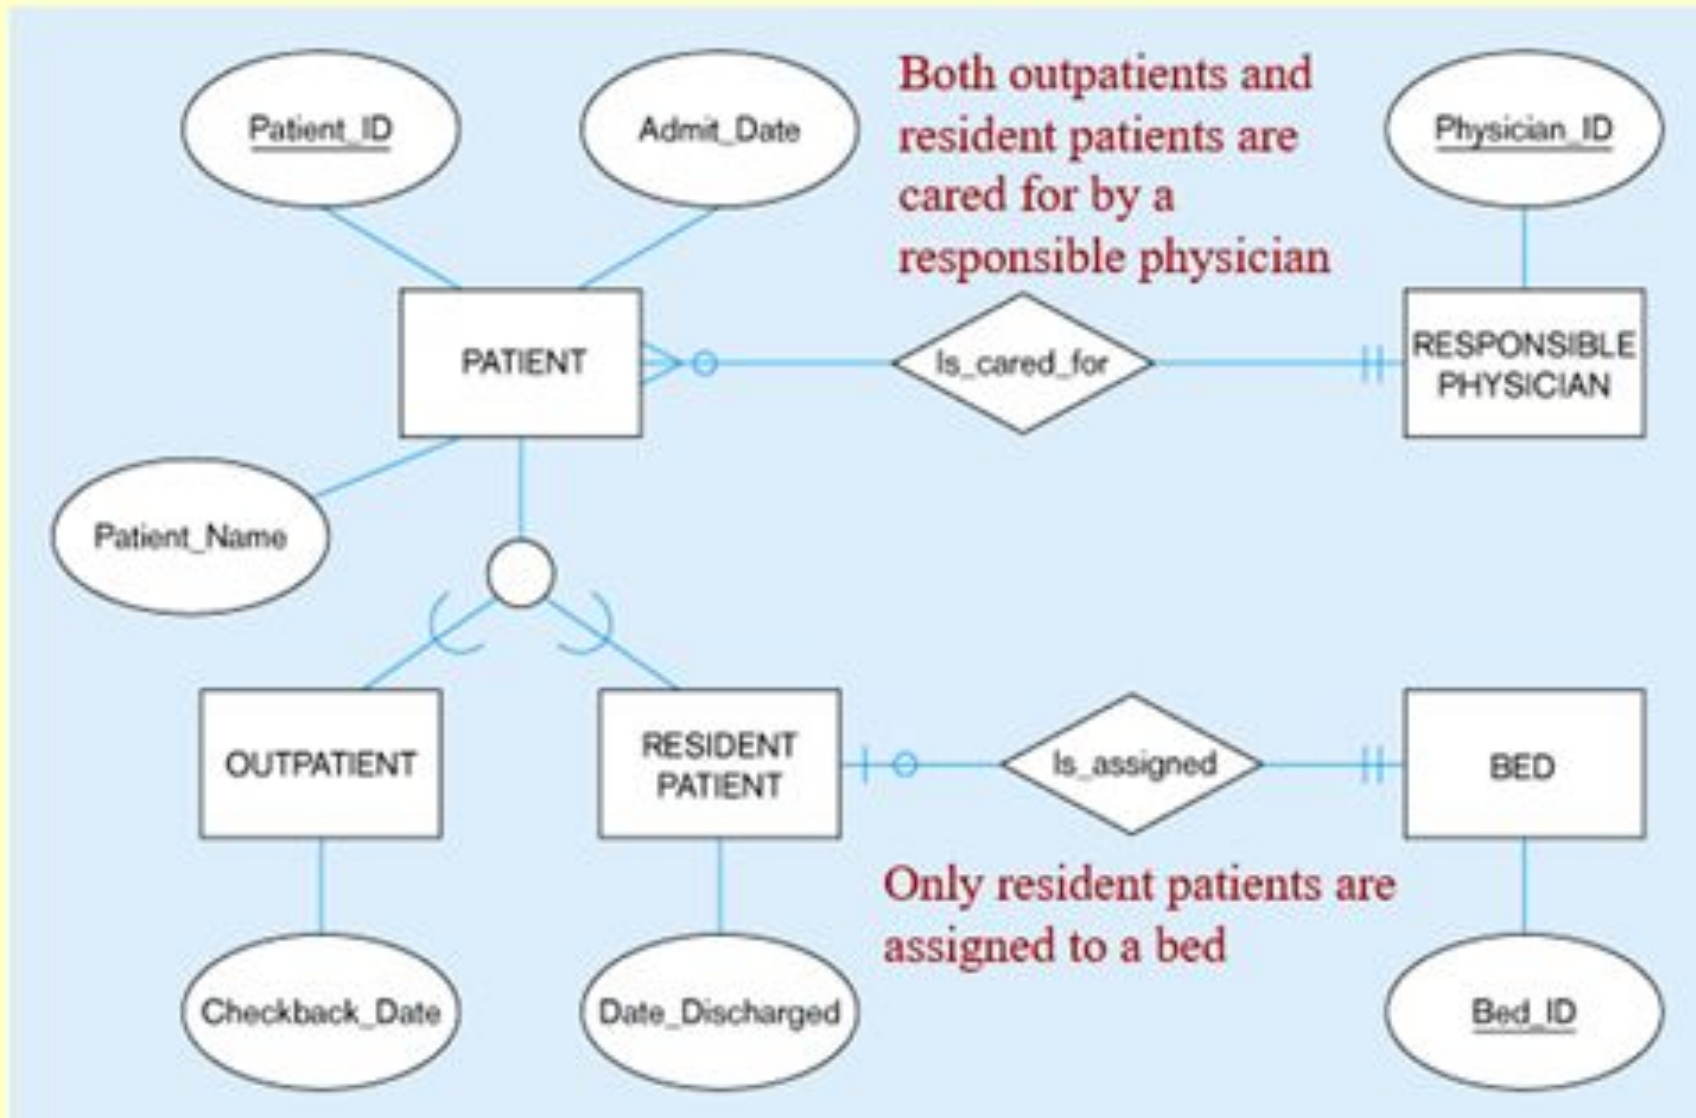 Patient_ID
Admit_Date
Both outpatients and
resident patients are
cared for by a
responsible physician
Physician_ID
PATIENT
Is_cared_for
RESPONSIBLE
PHYSICIAN
Patient_Name
OUTPATIENT
RESIDENT
PATIENT
Is_assigned
BED
Only resident patients are
assigned to a bed
Checkback_Date
Date_Discharged
Bed_ID